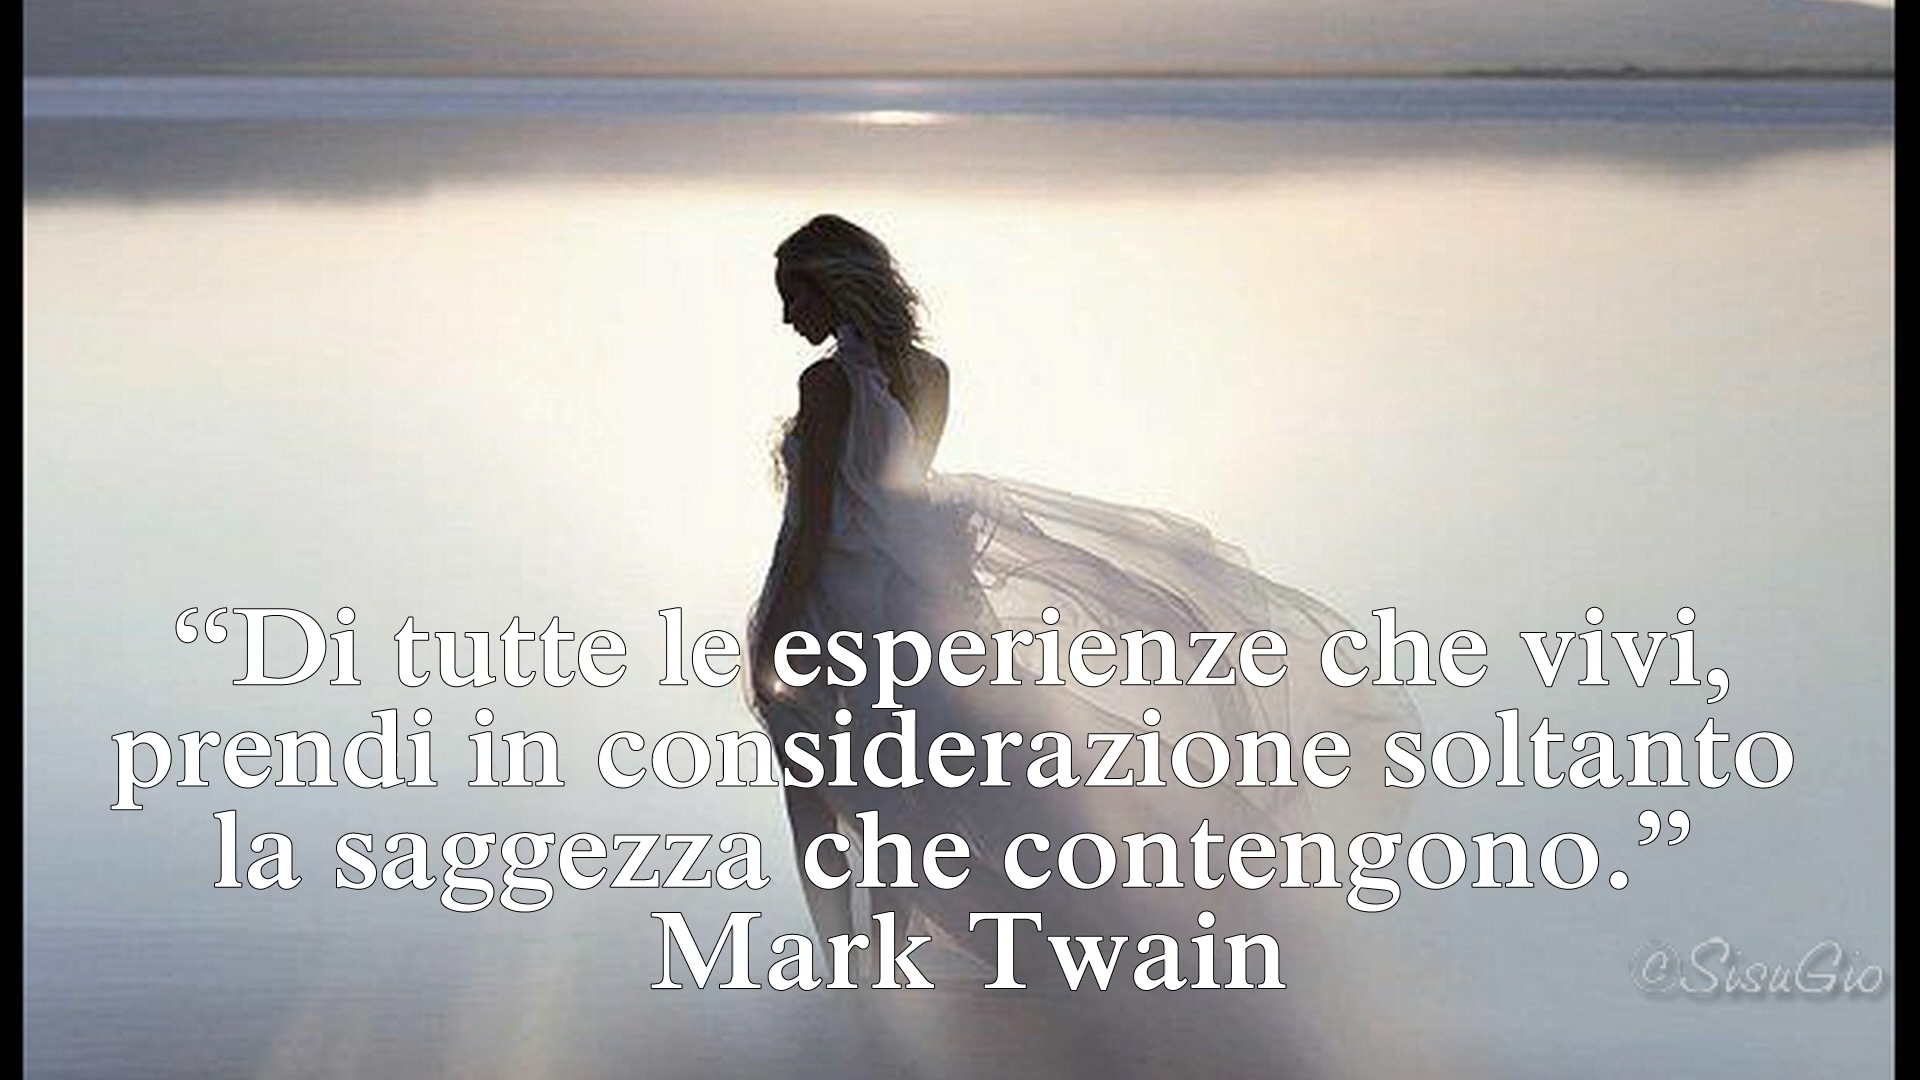 “Di tutte le esperienze che vivi,
prendi in considerazione soltanto
la saggezza che contengono.”
Mark Twain
©SisuGio